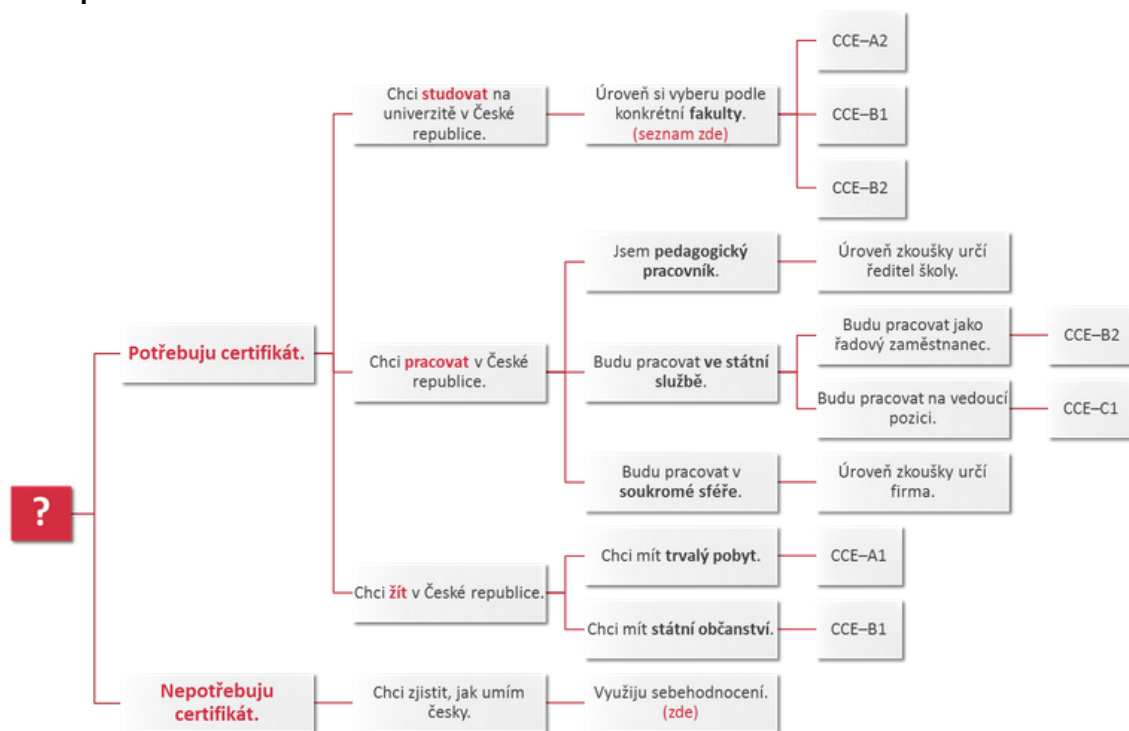 ?
Potřebuju certifikát.
Chci studovat na
univerzitě v České
republice.
Úroveň si vyberu podle
konkrétní fakulty.
(seznam zde)
CCE–A2
CCE–B1
CCE–B2
Chci pracovat v České
republice.
Jsem pedagogický
pracovník.
Úroveň zkoušky určí
ředitel školy.
Budu pracovat ve státní
službě.
Budu pracovat jako
řadový zaměstnanec.
CCE–B2
Budu pracovat na vedoucí
pozici.
CCE–C1
Budu pracovat v
soukromé sféře.
Úroveň zkoušky určí
firma.
Chci žít v České republice.
Chci mít trvalý pobyt.
CCE–A1
Chci mít státní občanství.
CCE–B1
Nepotřebuju
certifikát.
Chci zjistit, jak umím
česky.
Využiju sebehodnocení.
(zde)